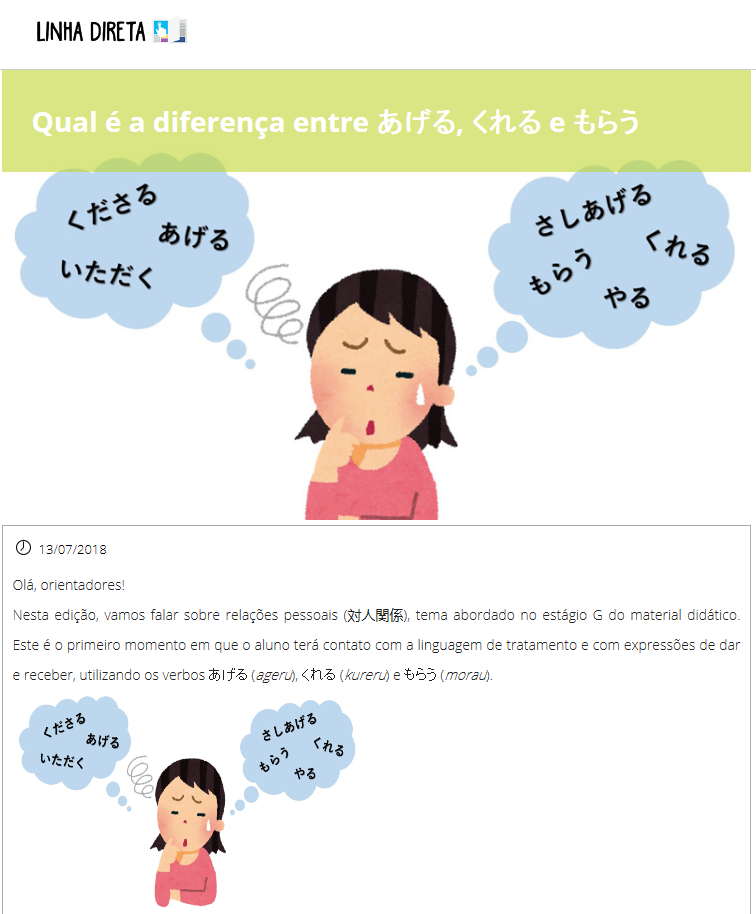 LINHA DIRETA
Qual é a diferença entre あげる, くれる e もらう
くださる
あげる
いただく
さしあげる
くれる
もらう
やる
13/07/2018
Olá, orientadores!
Nesta edição, vamos falar sobre relações pessoais (対人関係), tema abordado no estágio G do material didático.
Este é o primeiro momento em que o aluno terá contato com a linguagem de tratamento e com expressões de dar
e receber, utilizando os verbos あげる (ageru), くれる (kureru) e もらう (morau).
くださる
あげる
いただく
さしあげる
くれる
もらう
やる